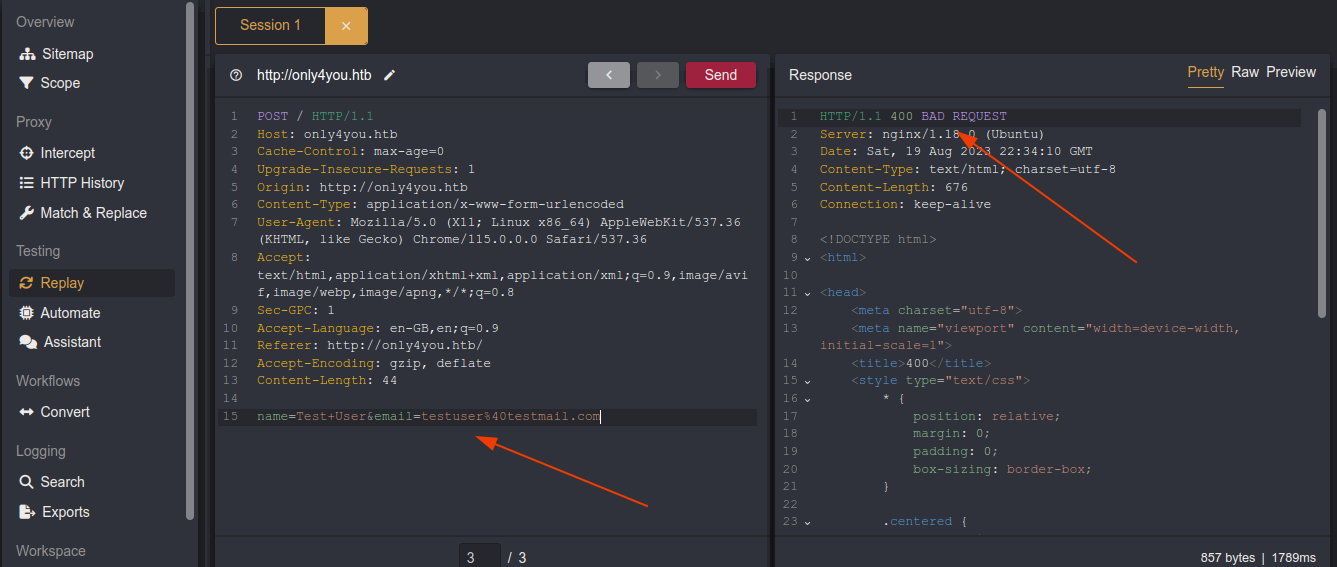 Overview
Sitemap
Scope
Proxy
Intercept
HTTP History
Match & Replace
Testing
Replay
Automate
Assistant
Workflows
Convert
Logging
Search
Exports
Workspace
Session 1 ×
http://only4you.htb < > Send
1 POST / HTTP/1.1
2 Host: only4you.htb
3 Cache-Control: max-age=0
4 Upgrade-Insecure-Requests: 1
5 Origin: http://only4you.htb
6 Content-Type: application/x-www-form-urlencoded
7 User-Agent: Mozilla/5.0 (X11; Linux x86_64) AppleWebKit/537.36
(KHTML, like Gecko) Chrome/115.0.0.0 Safari/537.36
8 Accept:
text/html,application/xhtml+xml,application/xml;q=0.9,image/avi
f,image/webp,image/apng,*/*;q=0.8
9 Sec-GPC: 1
10 Accept-Language: en-GB,en;q=0.9
11 Referer: http://only4you.htb/
12 Accept-Encoding: gzip, deflate
13 Content-Length: 44
14
15 name=Test+User&email=testuser%40testmail.com
3 / 3
Response Pretty Raw Preview
1 HTTP/1.1 400 BAD REQUEST
2 Server: nginx/1.18.0 (Ubuntu)
3 Date: Sat, 19 Aug 2023 22:34:10 GMT
4 Content-Type: text/html; charset=utf-8
5 Content-Length: 676
6 Connection: keep-alive
7
8 <!DOCTYPE html>
9 <html>
10
11 <head>
12 <meta charset="utf-8">
13 <meta name="viewport" content="width=device-width,
initial-scale=1">
14 <title>400</title>
15 <style type="text/css">
16 * {
17 position: relative;
18 margin: 0;
19 padding: 0;
20 box-sizing: border-box;
21 }
22
23 .centered {
857 bytes | 1789ms